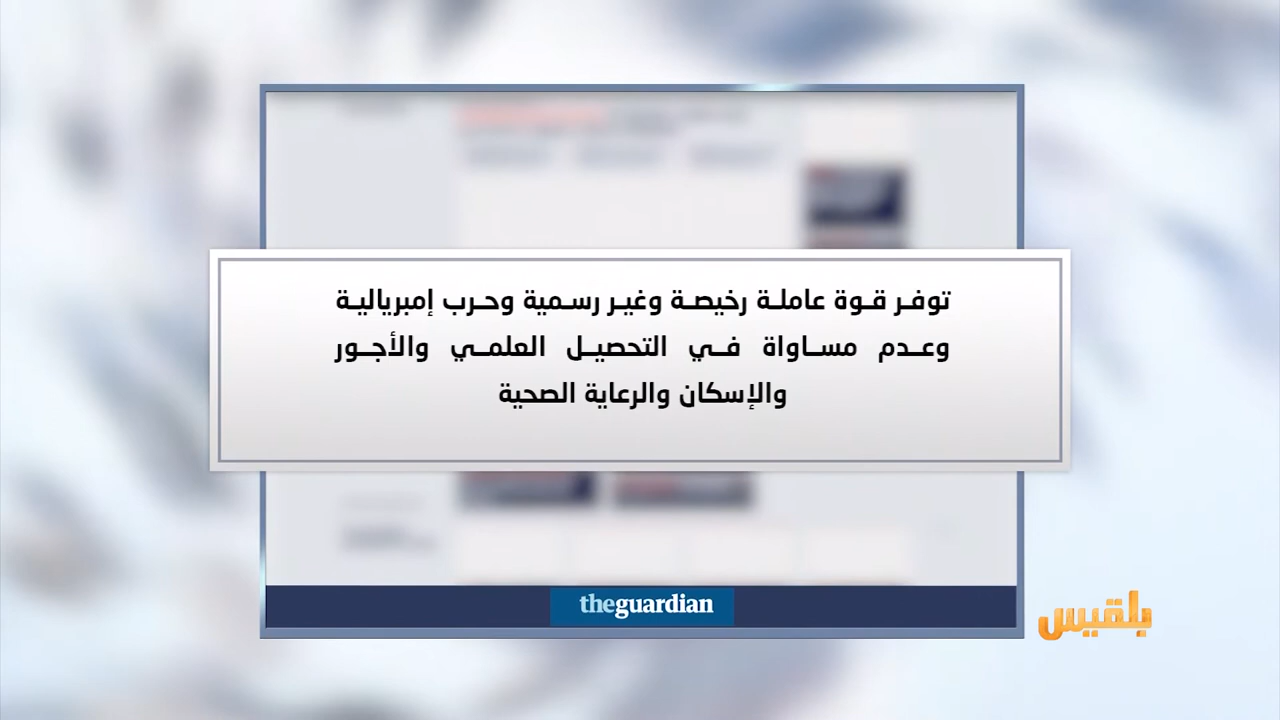 توفر قوة عاملة رخيصة وغير رسمية وحرب إمبريالية
وعدم مساواة في التحصيل العلمي والأجور
والإسكان والرعاية الصحية
theguardian
بلقيس